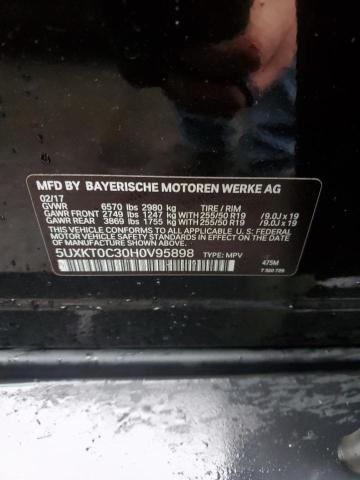 MFD BY BAYERISCHE MOTOREN WERKE AG
02/17
GVWR 6570 lbs 2980 kg TIRE / RIM
GAWR FRONT 2749 lbs 1247 kg WITH 255/50 R19 /9.0J x 19
GAWR REAR 3869 lbs 1755 kg WITH 255/50 R19 /9.0J x 19
THIS VEHICLE CONFORMS TO ALL APPLICABLE U.S. FEDERAL
MOTOR VEHICLE SAFETY STANDARDS IN EFFECT ON THE
DATE OF MANUFACTURE SHOWN ABOVE.
5UXKT0C30H0V95898 TYPE: MPV
475M